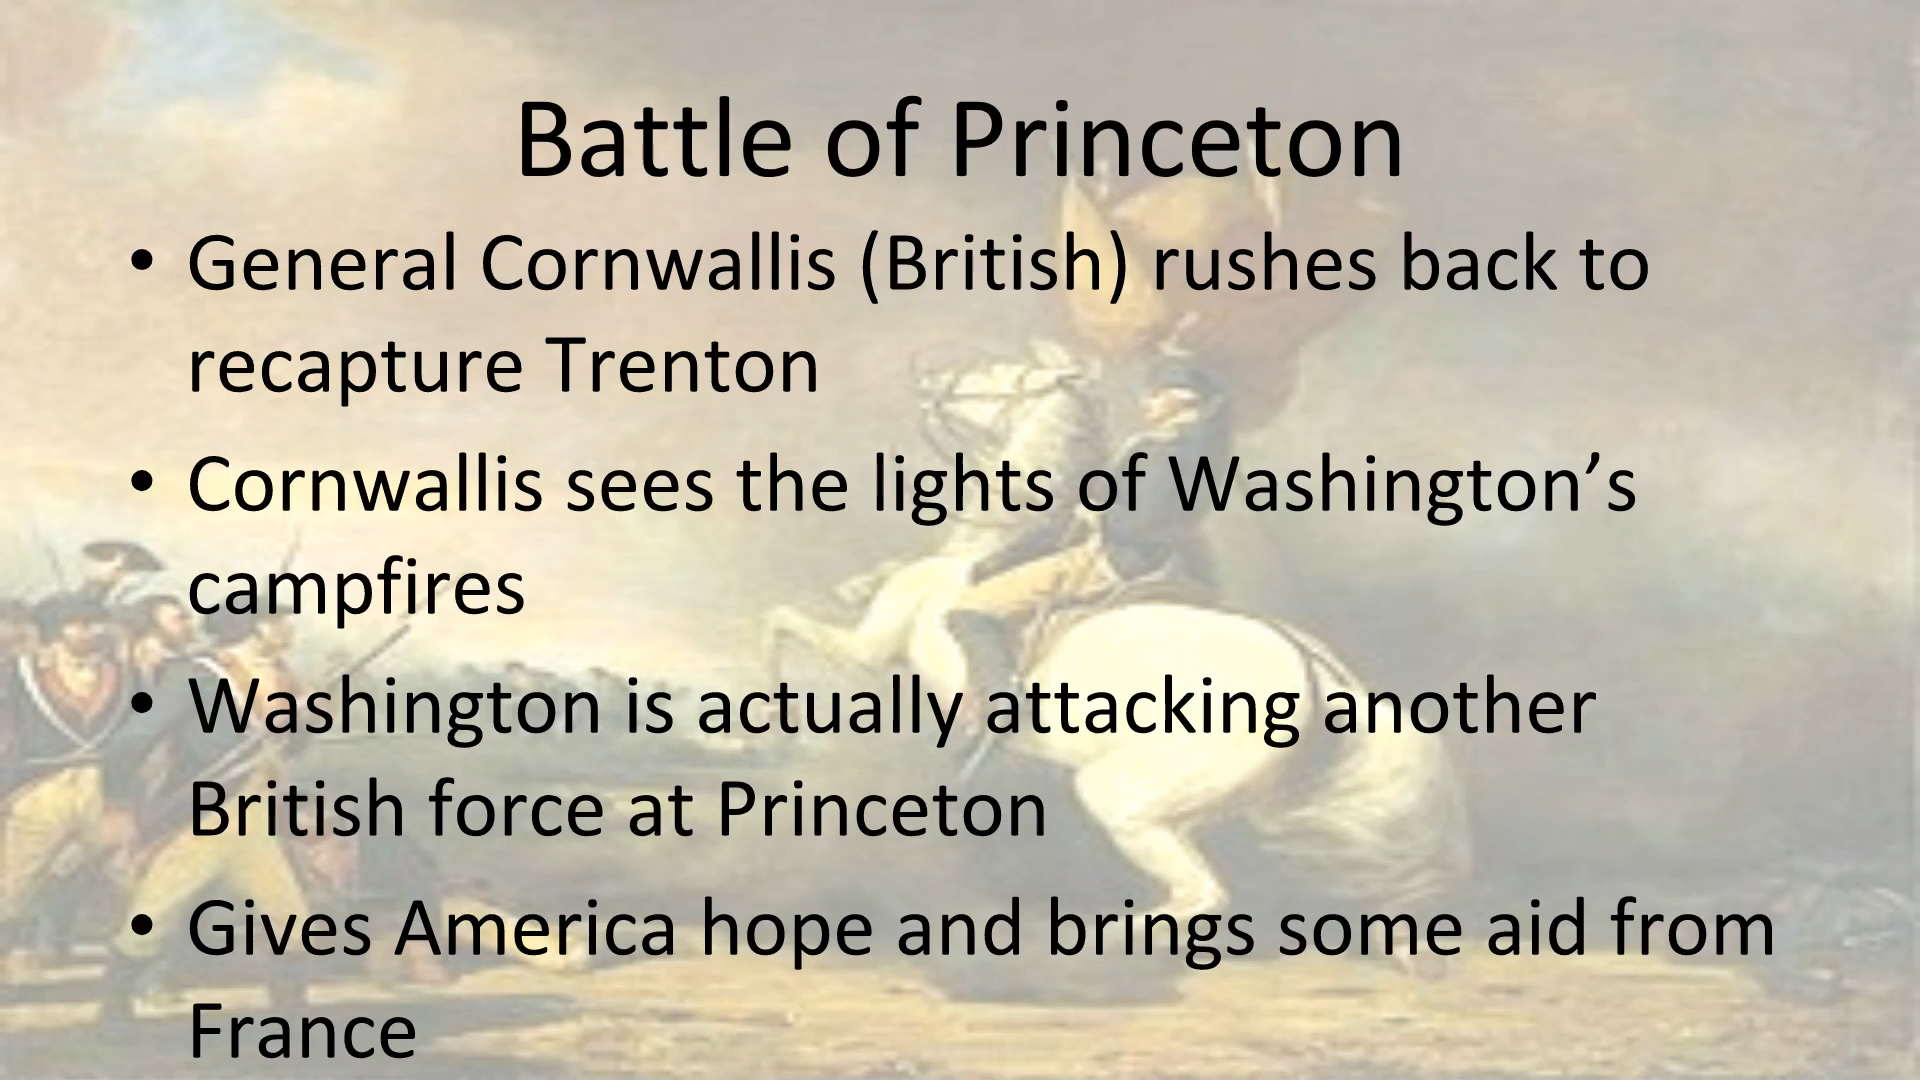 Battle of Princeton
• General Cornwallis (British) rushes back to
recapture Trenton
• Cornwallis sees the lights of Washington’s
campfires
• Washington is actually attacking another
British force at Princeton
• Gives America hope and brings some aid from
France